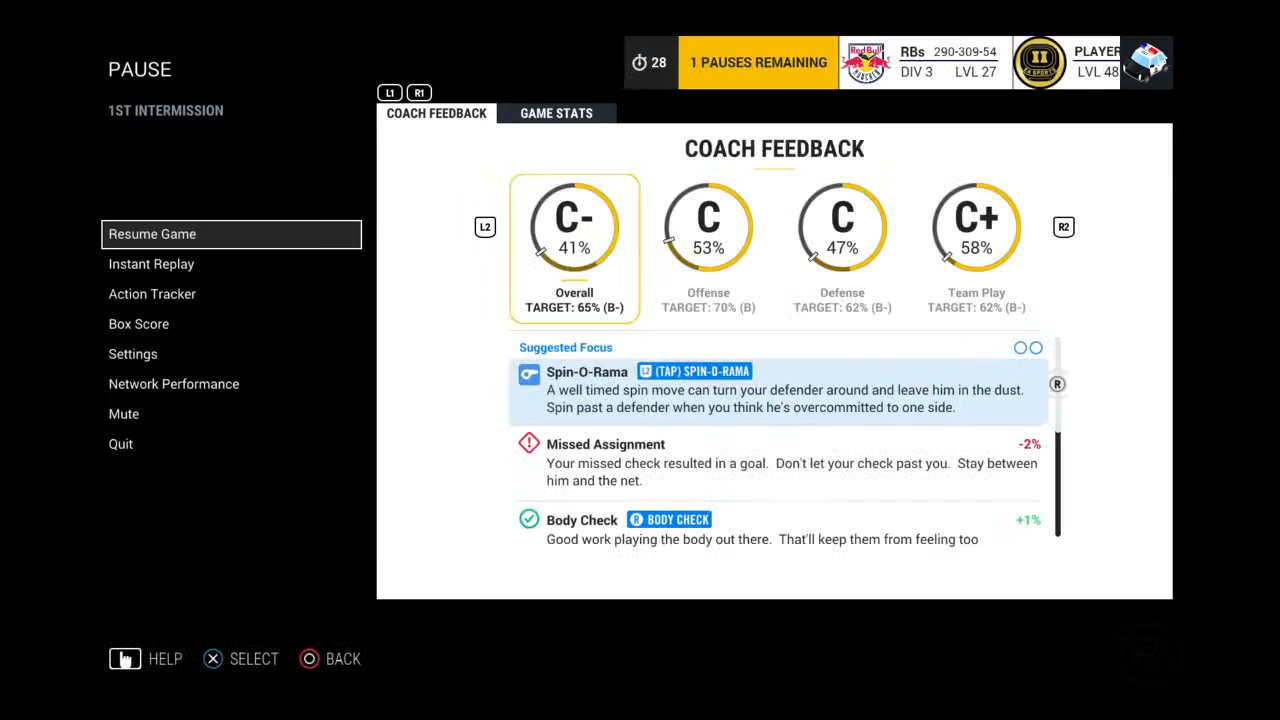 PAUSE
1ST INTERMISSION
28
1 PAUSES REMAINING
Red Bull
MÜNCHEN
RBs 290-309-54
DIV 3 LVL 27
EA SPORTS
PLAYER
LVL 48
L1 R1
COACH FEEDBACK
GAME STATS
COACH FEEDBACK
L2
C-
41%
Overall
TARGET: 65% (B-)
C
53%
Offense
TARGET: 70% (B)
C
47%
Defense
TARGET: 62% (B-)
C+
58%
Team Play
TARGET: 62% (B-)
R2
Resume Game
Instant Replay
Action Tracker
Box Score
Settings
Network Performance
Mute
Quit
Suggested Focus
Spin-O-Rama L2 (TAP) SPIN-O-RAMA
A well timed spin move can turn your defender around and leave him in the dust.
Spin past a defender when you think he's overcommitted to one side.
R
Missed Assignment -2%
Your missed check resulted in a goal. Don't let your check past you. Stay between
him and the net.
Body Check R BODY CHECK +1%
Good work playing the body out there. That'll keep them from feeling too
HELP SELECT BACK